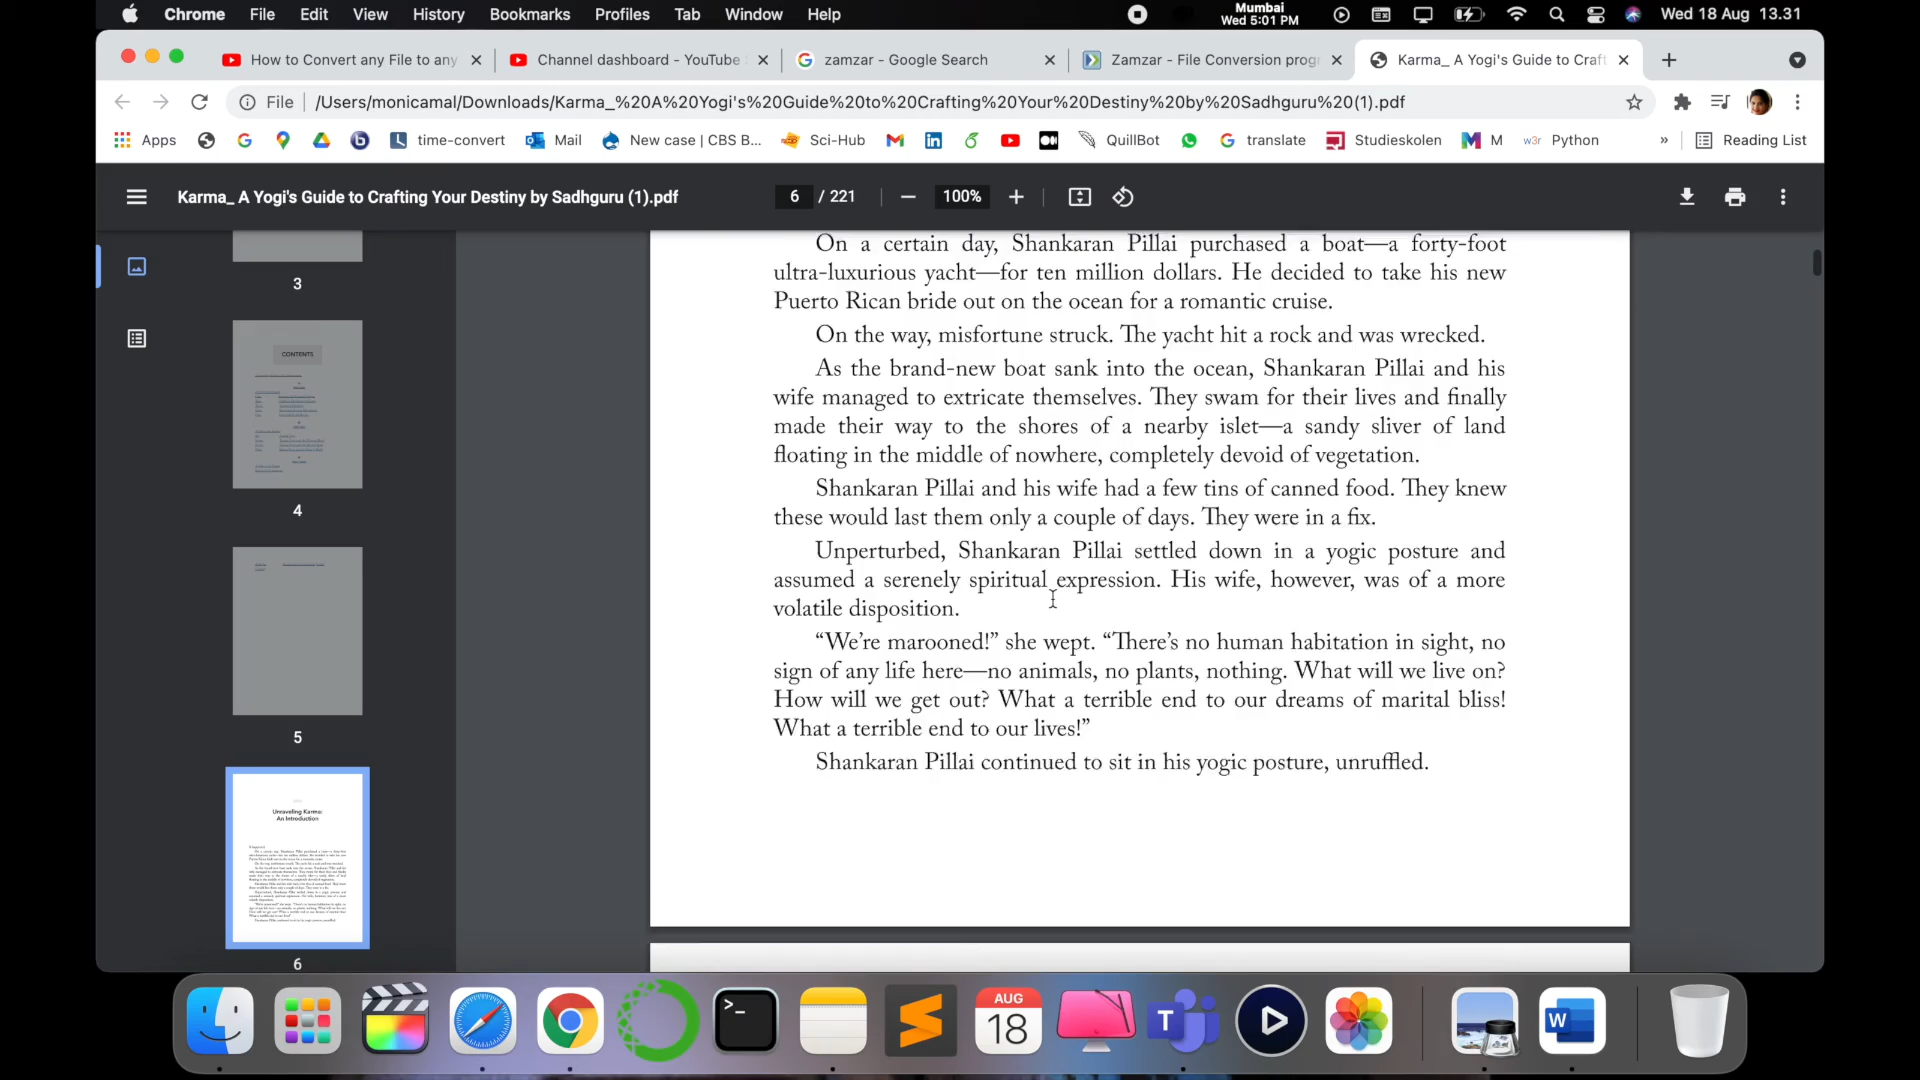 Chrome File Edit View History Bookmarks Profiles Tab Window Help
Mumbai
Wed 5:01 PM
Wed 18 Aug 13.31
How to Convert any File to any
Channel dashboard - YouTube
zamzar - Google Search
Zamzar - File Conversion prog
Karma_ A Yogi's Guide to Craft
File /Users/monicamal/Downloads/Karma_%20A%20Yogi's%20Guide%20to%20Crafting%20Your%20Destiny%20by%20Sadhguru%20(1).pdf
Apps time-convert Mail New case | CBS B... Sci-Hub QuillBot translate Studieskolen M Python » Reading List
Karma_ A Yogi's Guide to Crafting Your Destiny by Sadhguru (1).pdf
6 / 221
100%
3
CONTENTS
4
5
Unraveling Karma:
An Introduction
6
On a certain day, Shankaran Pillai purchased a boat—a forty-foot
ultra-luxurious yacht—for ten million dollars. He decided to take his new
Puerto Rican bride out on the ocean for a romantic cruise.
On the way, misfortune struck. The yacht hit a rock and was wrecked.
As the brand-new boat sank into the ocean, Shankaran Pillai and his
wife managed to extricate themselves. They swam for their lives and finally
made their way to the shores of a nearby islet—a sandy sliver of land
floating in the middle of nowhere, completely devoid of vegetation.
Shankaran Pillai and his wife had a few tins of canned food. They knew
these would last them only a couple of days. They were in a fix.
Unperturbed, Shankaran Pillai settled down in a yogic posture and
assumed a serenely spiritual expression. His wife, however, was of a more
volatile disposition.
“We’re marooned!” she wept. “There’s no human habitation in sight, no
sign of any life here—no animals, no plants, nothing. What will we live on?
How will we get out? What a terrible end to our dreams of marital bliss!
What a terrible end to our lives!”
Shankaran Pillai continued to sit in his yogic posture, unruffled.
AUG
18
T
W